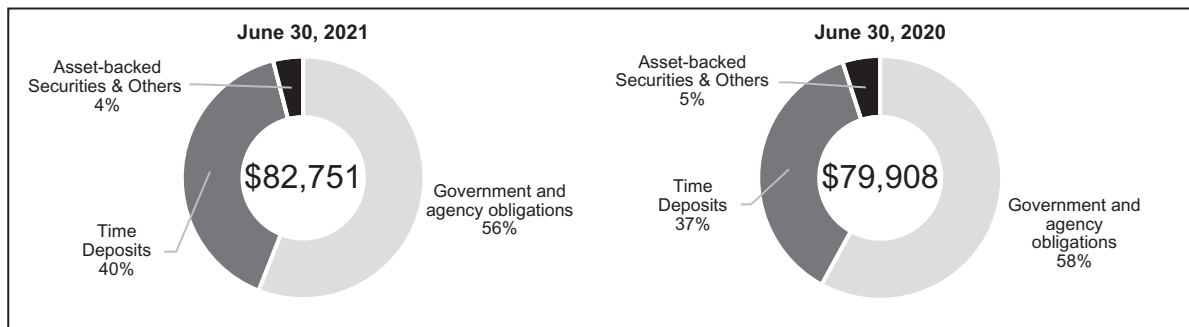 June 30, 2021
Asset-backed
Securities & Others
4%
$82,751
Government and
agency obligations
56%
Time
Deposits
40%
June 30, 2020
Asset-backed
Securities & Others
5%
$79,908
Time
Deposits
37%
Government and
agency
obligations
58%